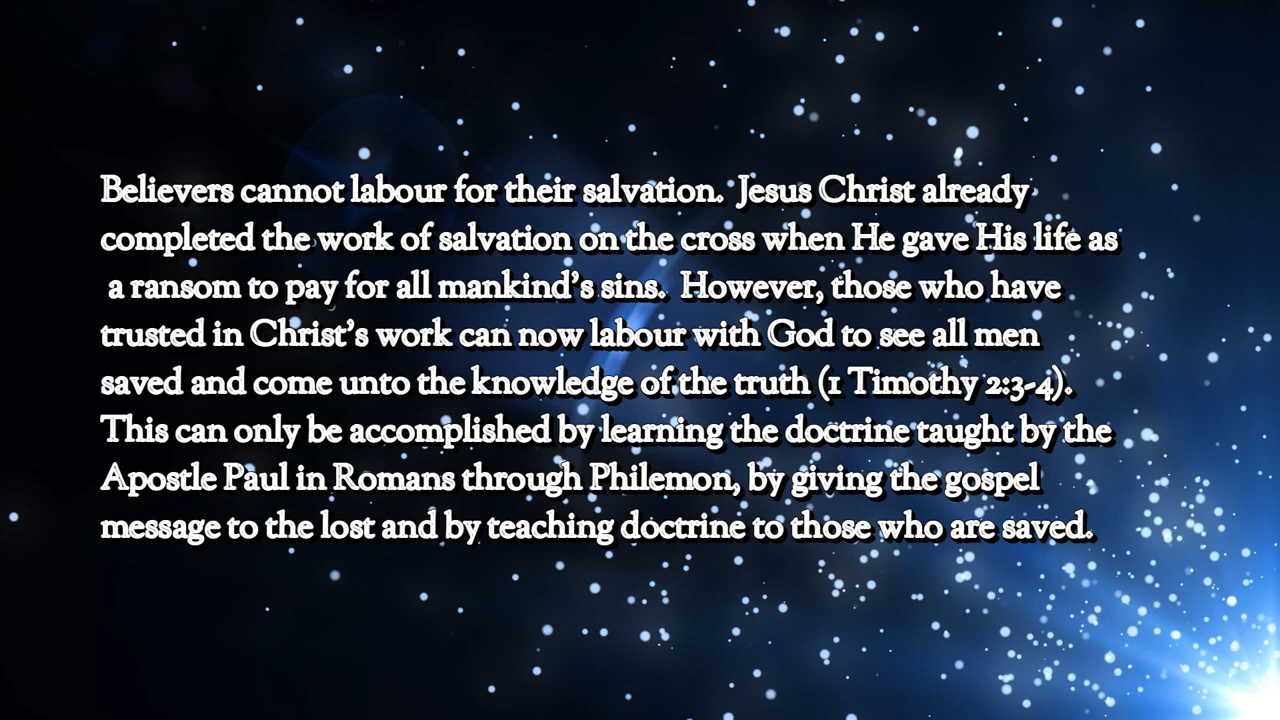 Believers cannot labour for their salvation.  Jesus Christ already
completed the work of salvation on the cross when He gave His life as
a ransom to pay for all mankind's sins.  However, those who have
trusted in Christ's work can now labour with God to see all men
saved and come unto the knowledge of the truth (1 Timothy 2:3-4).
This can only be accomplished by learning the doctrine taught by the
Apostle Paul in Romans through Philemon, by giving the gospel
message to the lost and by teaching doctrine to those who are saved.